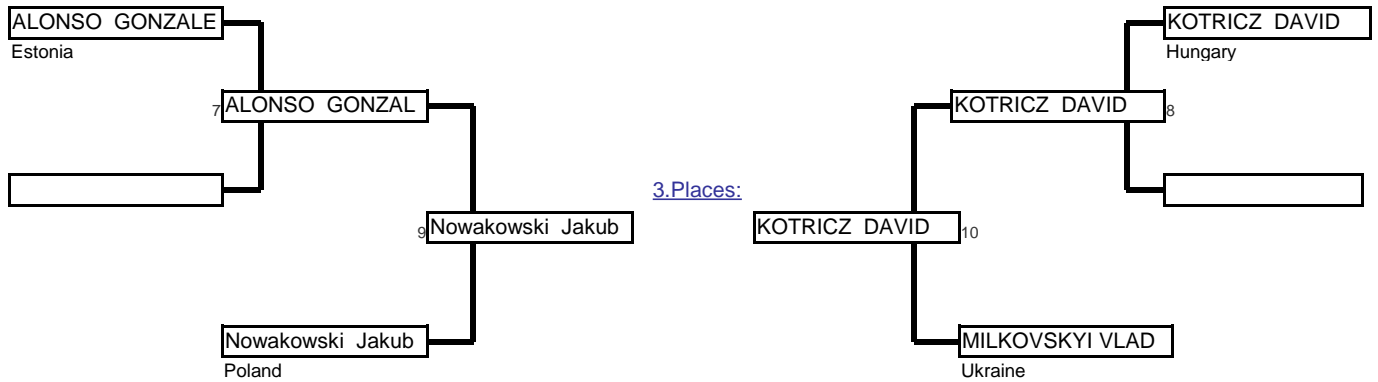 ALONSO GONZALE
KOTRICZ DAVID
Estonia
Hungary
7 ALONSO GONZAL
KOTRICZ DAVID 8
3.Places:
9 Nowakowski Jakub
KOTRICZ DAVID 10
Nowakowski Jakub
MILKOVSKYI VLAD
Poland
Ukraine